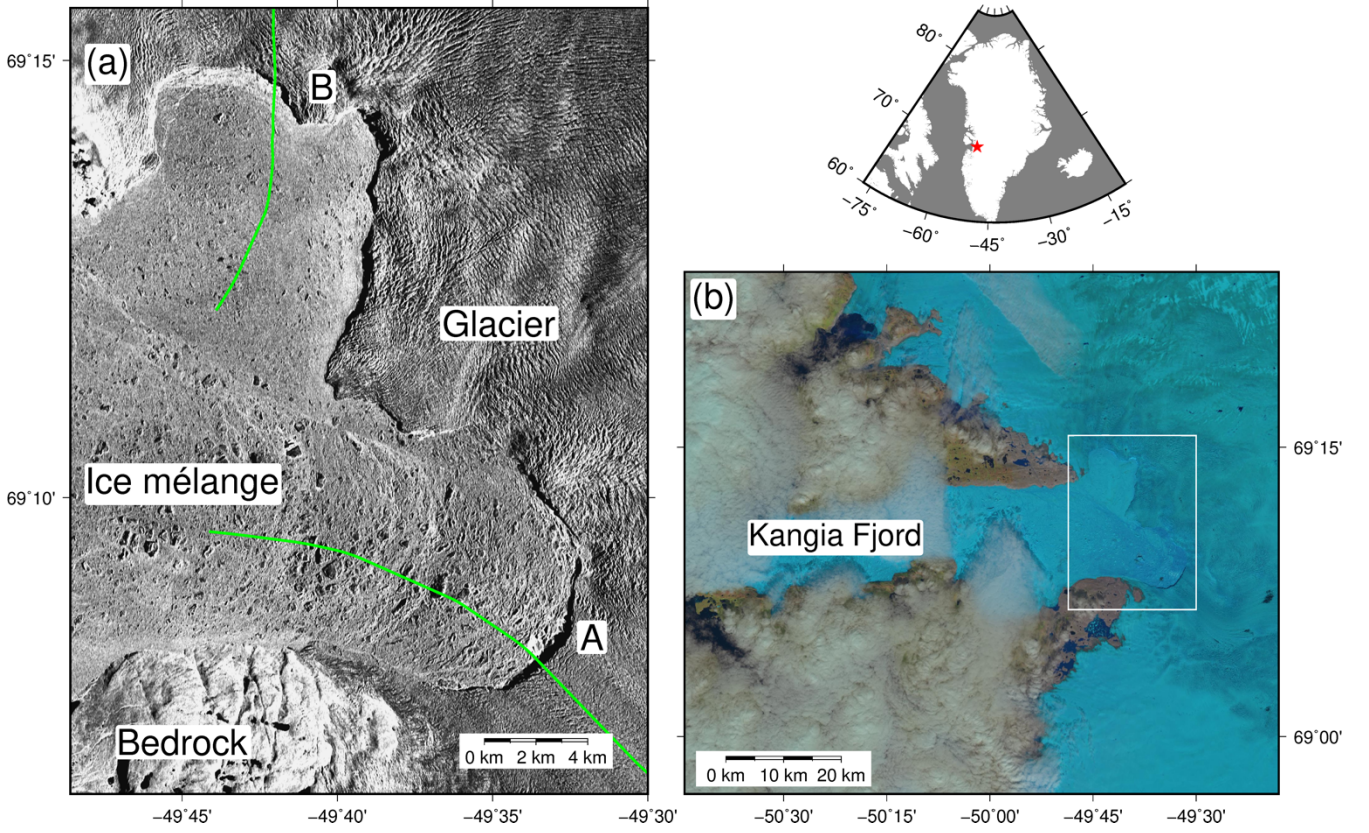 (a)
69°15'
B
Glacier
Ice mélange
69°10'
A
Bedrock
0 km 2 km 4 km
−49°45' −49°40' −49°35' −49°30'
80°
70°
60°
−75°
−60°
−45°
−30°
−15°
(b)
69°15'
Kangia Fjord
69°00'
0 km 10 km 20 km
−50°30' −50°15' −50°00' −49°45' −49°30'